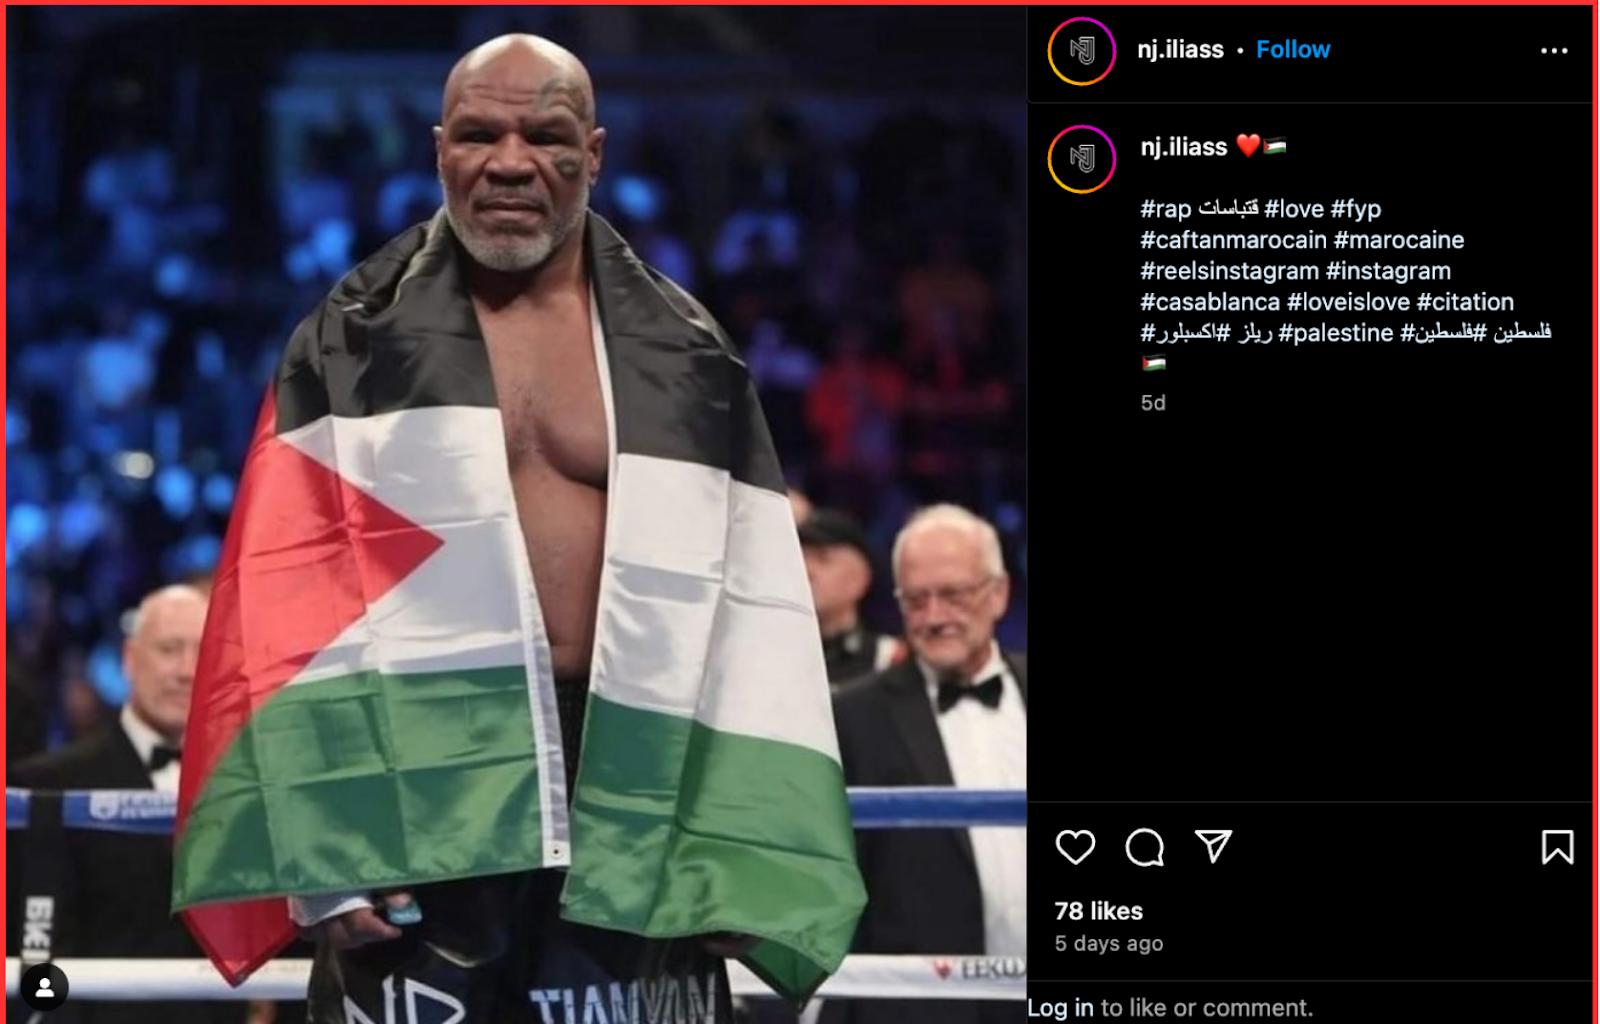 nj.iliass • Follow
nj.iliass ❤️🇵🇸
#rap قتباسات #love #fyp
#caftanmarocain #marocaine
#reelsinstagram #instagram
#casablanca #loveislove #citation
#اكسبلور# ريلز #palestine #فلسطين# فلسطين
🇵🇸
5d
78 likes
5 days ago
Log in to like or comment.